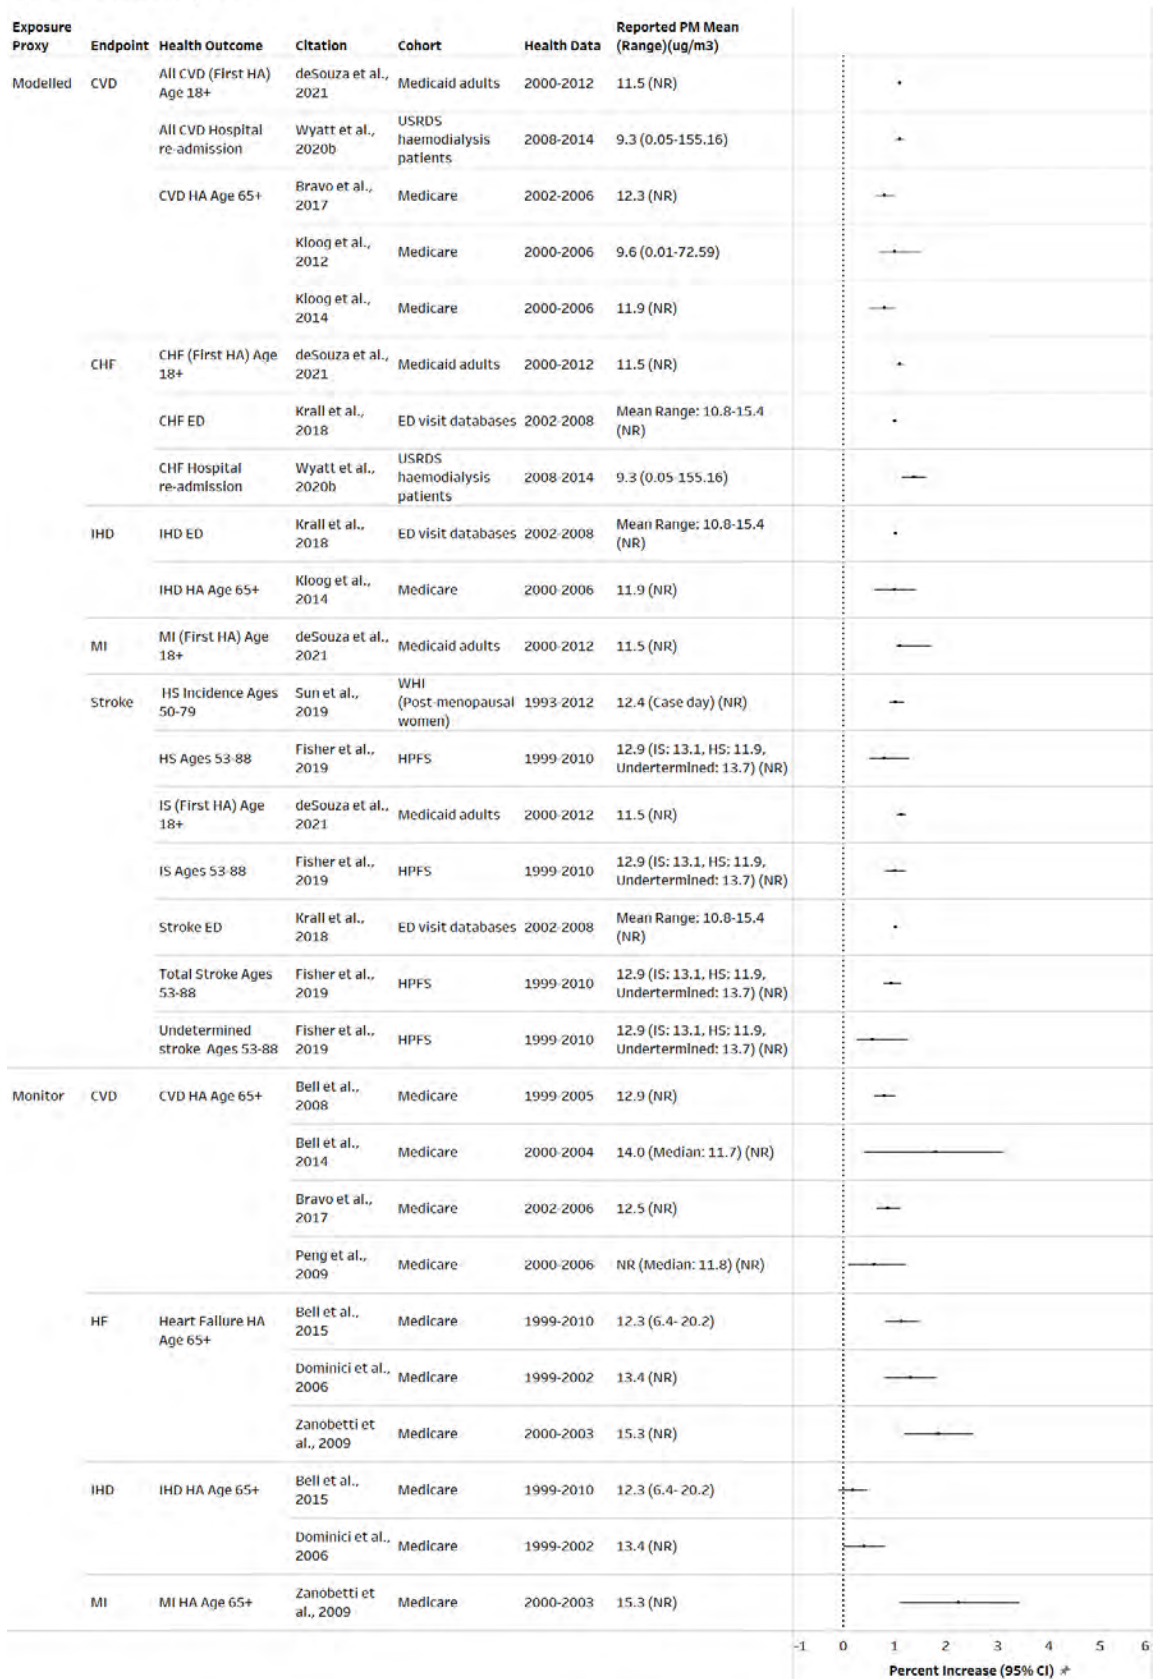 Exposure
Proxy Endpoint Health Outcome Citation Cohort Health Data Reported PM Mean
(Range)(ug/m3)
Modelled CVD All CVD (First HA)
Age 18+ deSouza et al.,
2021 Medicaid adults 2000-2012 11.5 (NR)
All CVD Hospital
re-admission Wyatt et al.,
2020b USRDS
haemodialysis
patients 2008-2014 9.3 (0.05-155.16)
CVD HA Age 65+ Bravo et al.,
2017 Medicare 2002-2006 12.3 (NR)
Kloog et al.,
2012 Medicare 2000-2006 9.6 (0.01-72.59)
Kloog et al.,
2014 Medicare 2000-2006 11.9 (NR)
CHF CHF (First HA) Age
18+ deSouza et al.,
2021 Medicaid adults 2000-2012 11.5 (NR)
CHF ED Krall et al.,
2018 ED visit databases 2002-2008 Mean Range: 10.8-15.4
(NR)
CHF Hospital
re-admission Wyatt et al.,
2020b USRDS
haemodialysis
patients 2008-2014 9.3 (0.05-155.16)
IHD IHD ED Krall et al.,
2018 ED visit databases 2002-2008 Mean Range: 10.8-15.4
(NR)
IHD HA Age 65+ Kloog et al.,
2014 Medicare 2000-2006 11.9 (NR)
MI MI (First HA) Age
18+ deSouza et al.,
2021 Medicaid adults 2000-2012 11.5 (NR)
Stroke HS Incidence Ages
50-79 Sun et al.,
2019 WHI
(Post-menopausal
women) 1993-2012 12.4 (Case day) (NR)
HS Ages 53-88 Fisher et al.,
2019 HPFS 1999-2010 12.9 (IS: 13.1, HS: 11.9,
Undertermined: 13.7) (NR)
IS (First HA) Age
18+ deSouza et al.,
2021 Medicaid adults 2000-2012 11.5 (NR)
IS Ages 53-88 Fisher et al.,
2019 HPFS 1999-2010 12.9 (IS: 13.1, HS: 11.9,
Undertermined: 13.7) (NR)
Stroke ED Krall et al.,
2018 ED visit databases 2002-2008 Mean Range: 10.8-15.4
(NR)
Total Stroke Ages
53-88 Fisher et al.,
2019 HPFS 1999-2010 12.9 (IS: 13.1, HS: 11.9,
Undertermined: 13.7) (NR)
Undetermined
stroke Ages 53-88 Fisher et al.,
2019 HPFS 1999-2010 12.9 (IS: 13.1, HS: 11.9,
Undertermined: 13.7) (NR)
Monitor CVD CVD HA Age 65+ Bell et al.,
2008 Medicare 1999-2005 12.9 (NR)
Bell et al.,
2014 Medicare 2000-2004 14.0 (Median: 11.7) (NR)
Bravo et al.,
2017 Medicare 2002-2006 12.5 (NR)
Peng et al.,
2009 Medicare 2000-2006 NR (Median: 11.8) (NR)
HF Heart Failure HA
Age 65+ Bell et al.,
2015 Medicare 1999-2010 12.3 (6.4- 20.2)
Dominici et al.,
2006 Medicare 1999-2002 13.4 (NR)
Zanobetti et
al., 2009 Medicare 2000-2003 15.3 (NR)
IHD IHD HA Age 65+ Bell et al.,
2015 Medicare 1999-2010 12.3 (6.4- 20.2)
Dominici et al.,
2006 Medicare 1999-2002 13.4 (NR)
MI MI HA Age 65+ Zanobetti et
al., 2009 Medicare 2000-2003 15.3 (NR)
-1 0 1 2 3 4 5 6
Percent Increase (95% CI)